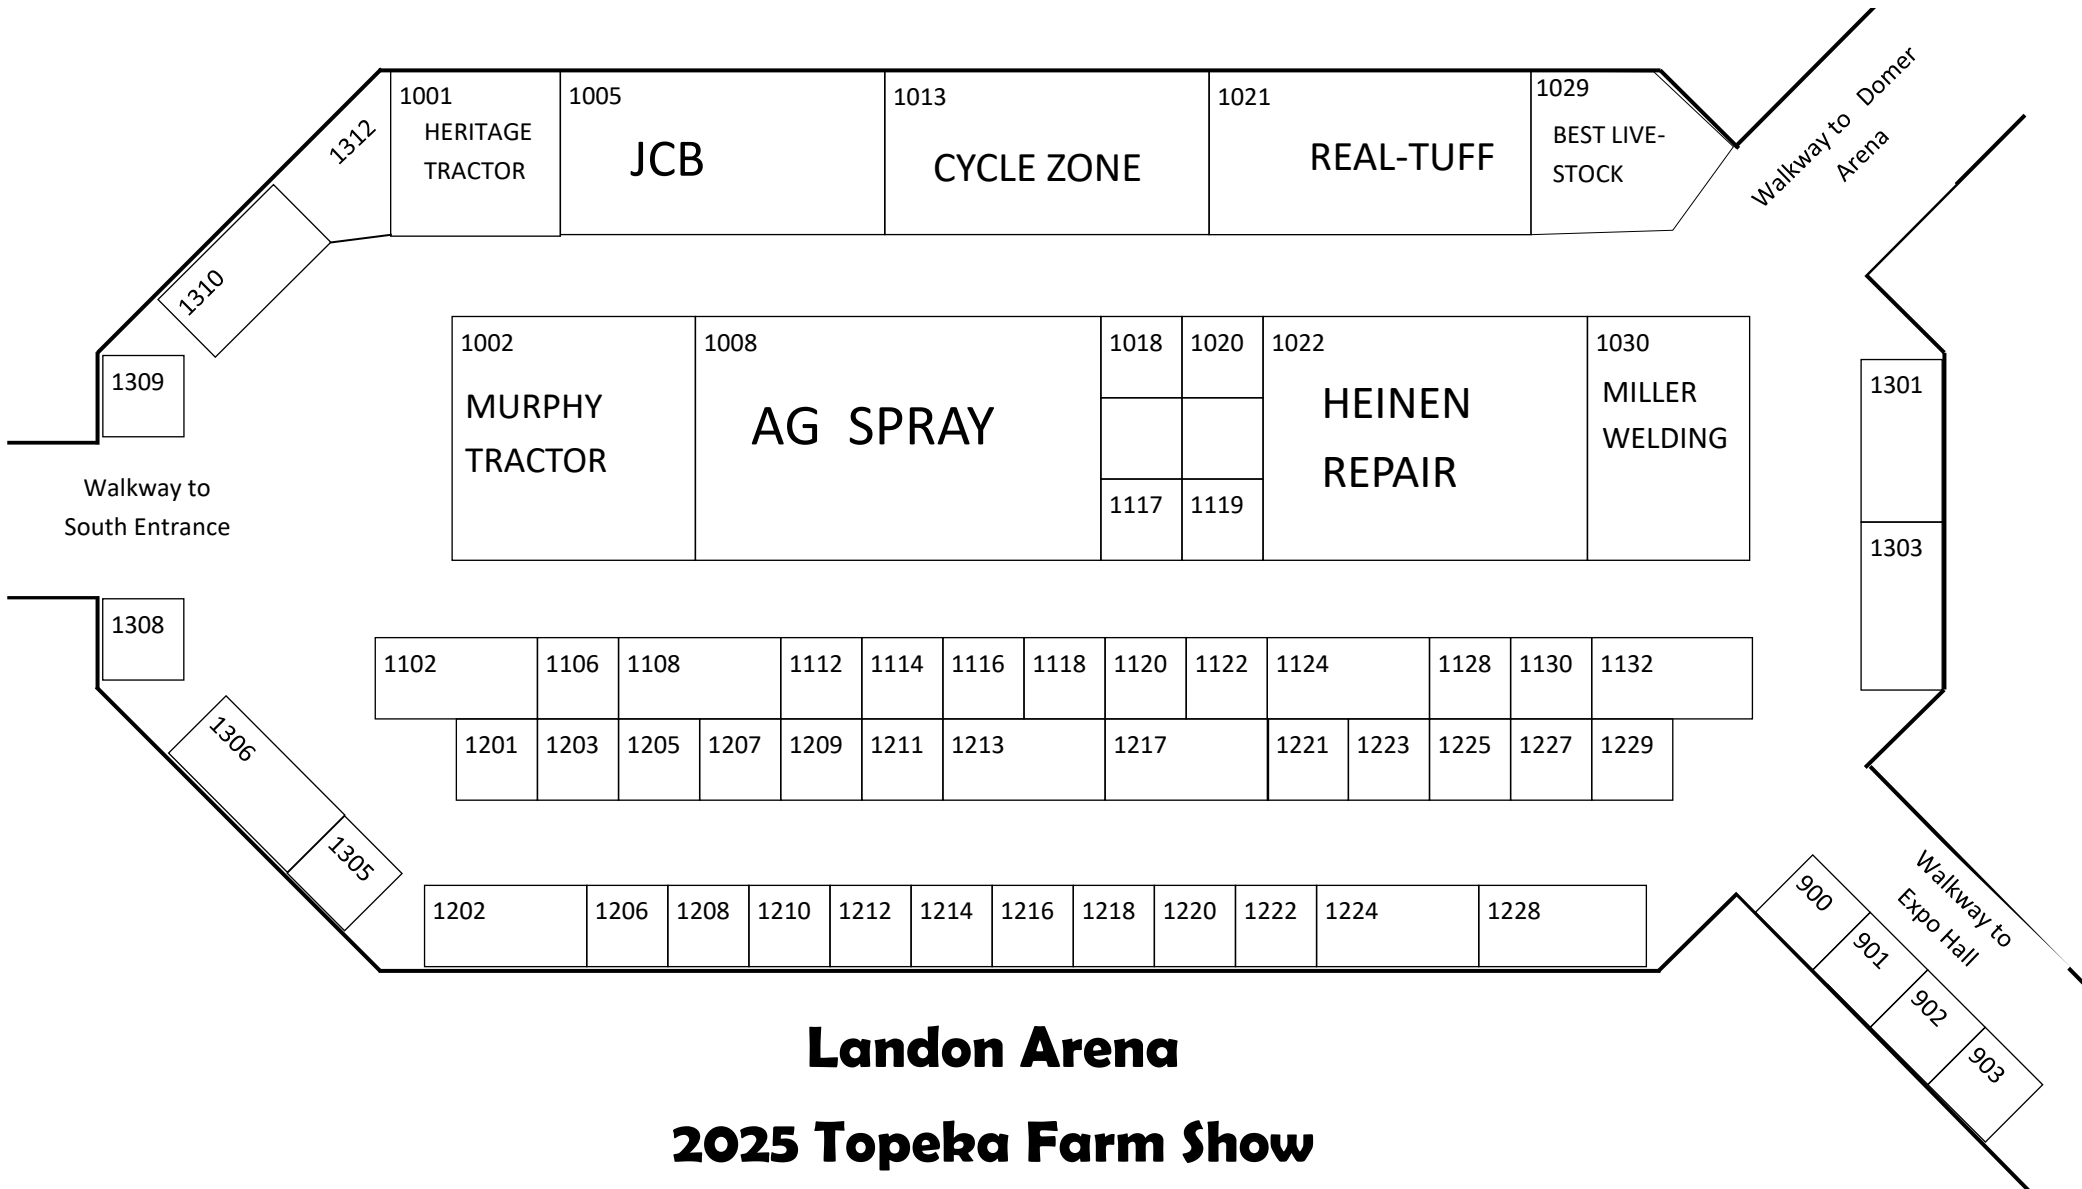 1001
HERITAGE
TRACTOR
1005
JCB
1013
CYCLE ZONE
1021
REAL-TUFF
1029
BEST LIVE-
STOCK
Walkway to Domer
Arena
1312
1310
1309
1002
MURPHY
TRACTOR
1008
AG SPRAY
1018
1020
1117
1119
1022
HEINEN
REPAIR
1030
MILLER
WELDING
1301
1303
Walkway to
South Entrance
1308
1306
1305
1102
1106
1108
1112
1114
1116
1118
1120
1122
1124
1128
1130
1132
1201
1203
1205
1207
1209
1211
1213
1217
1221
1223
1225
1227
1229
1202
1206
1208
1210
1212
1214
1216
1218
1220
1222
1224
1228
Walkway to
Expo Hall
900
901
902
903
Landon Arena
2025 Topeka Farm Show